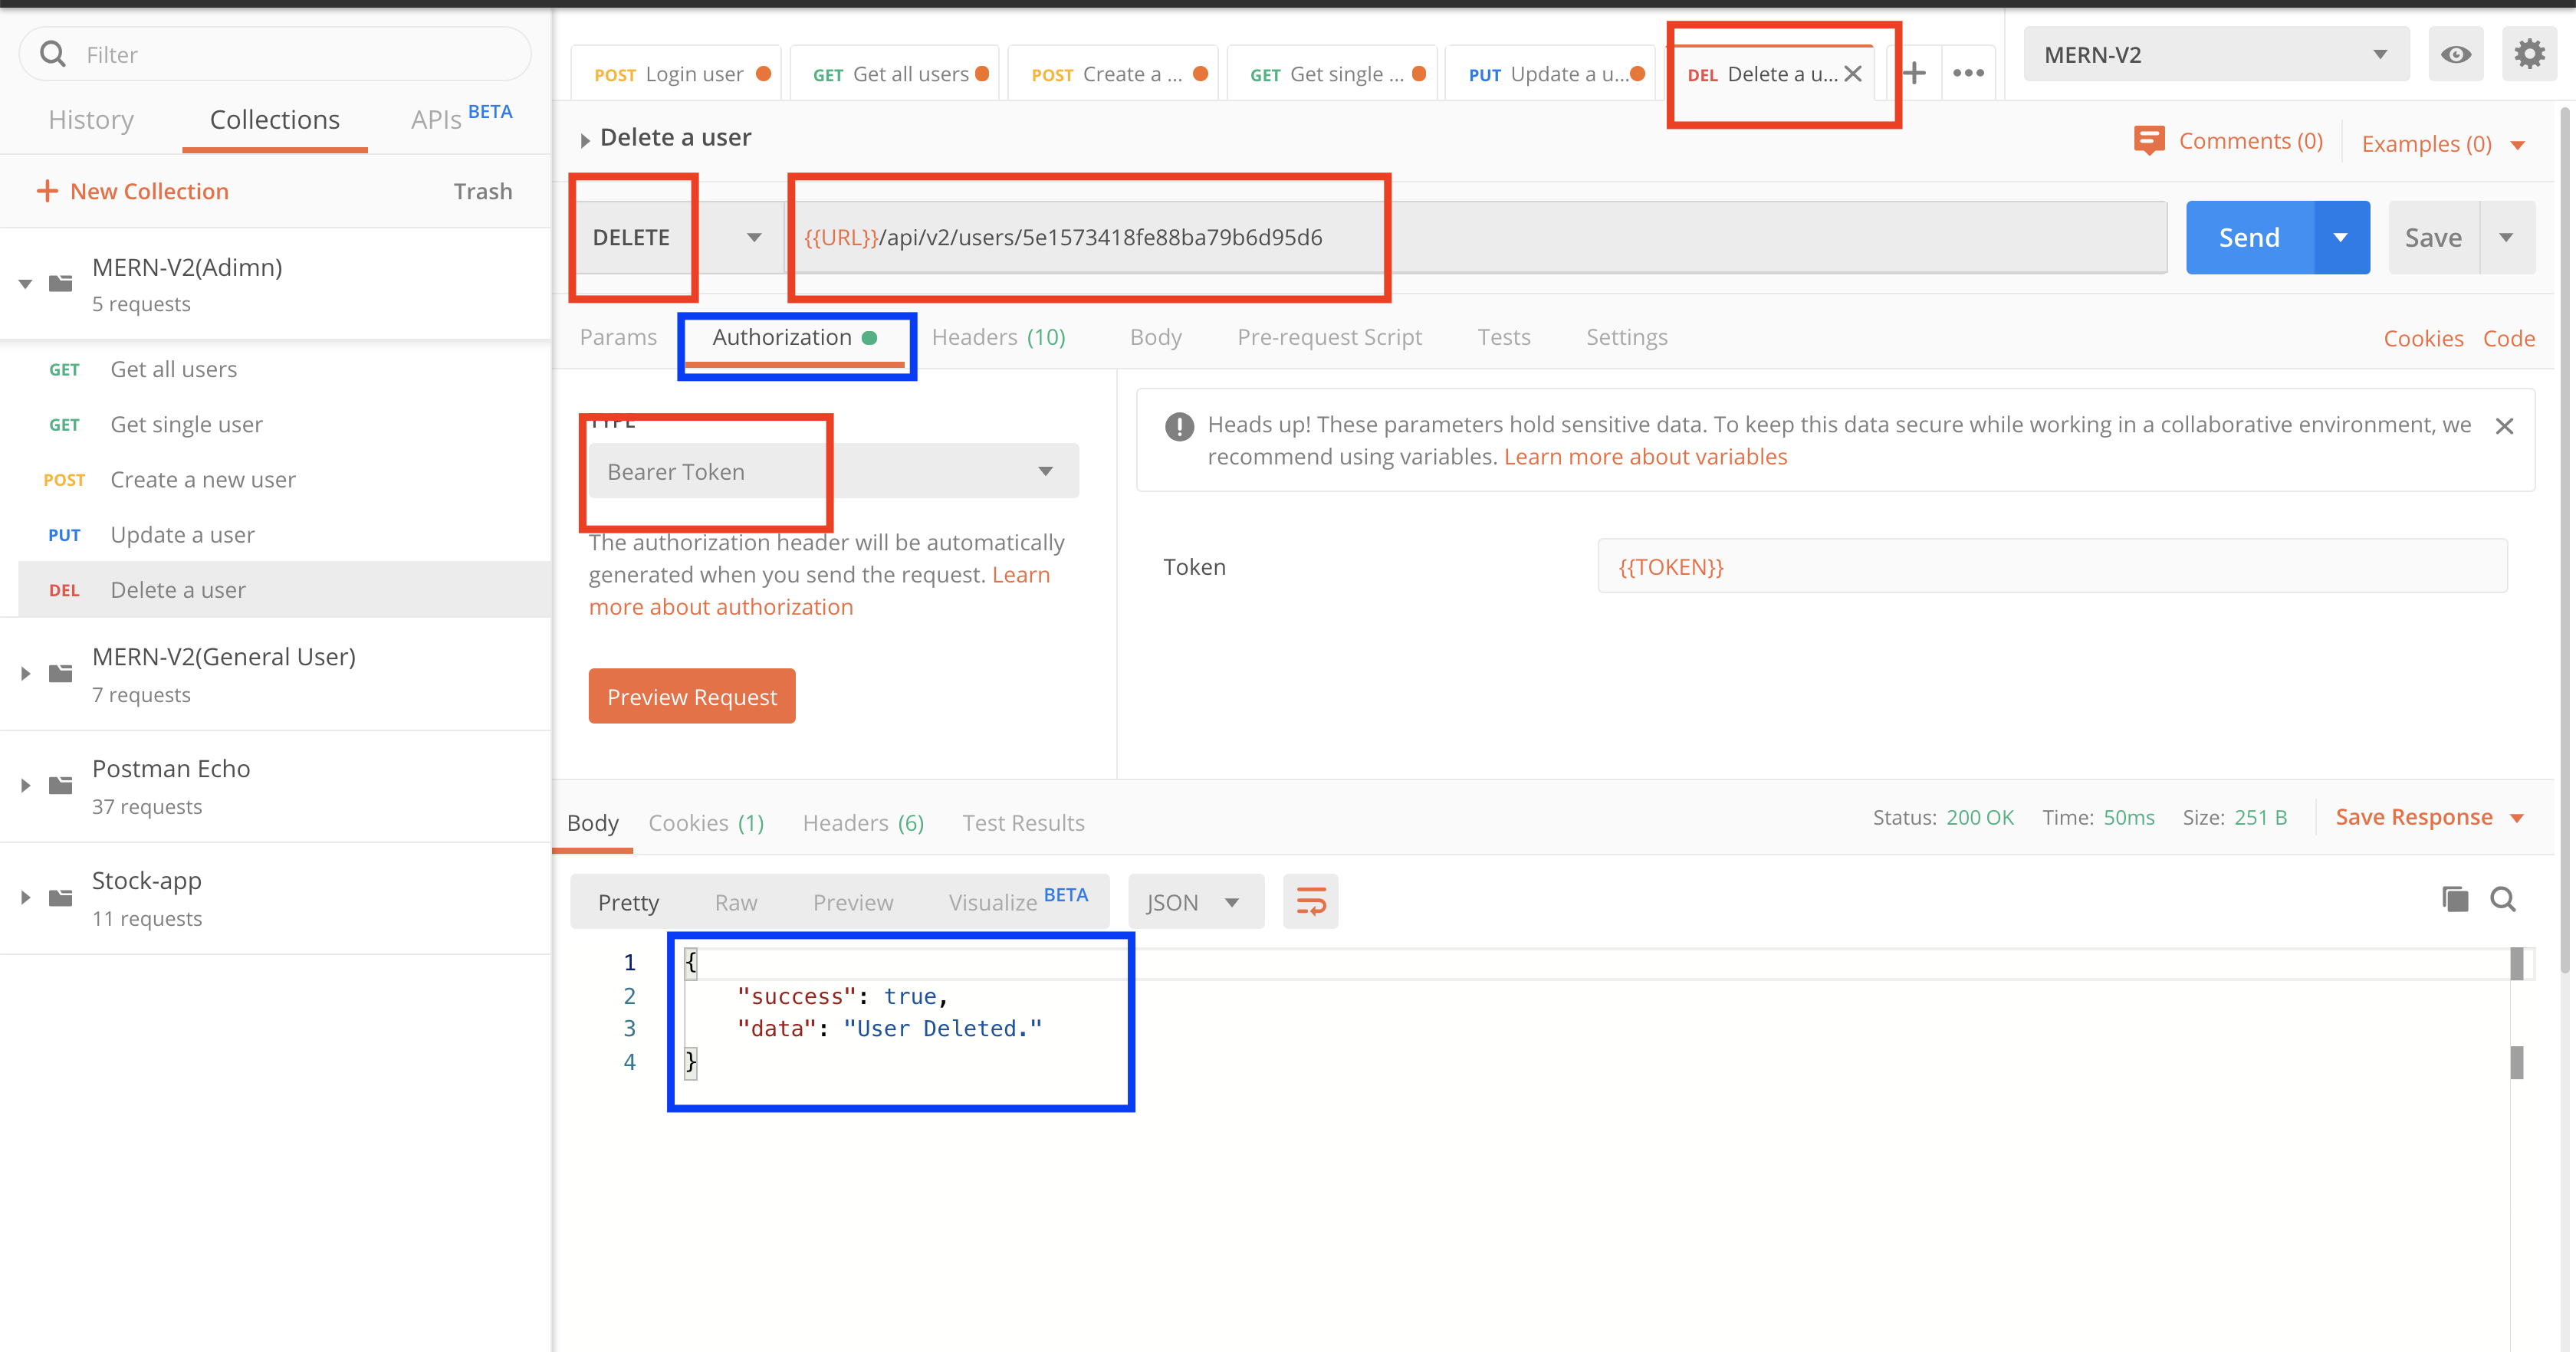 Filter
History
Collections
APIs BETA
+ New Collection
Trash
MERN-V2(Adimn)
5 requests
GET Get all users
GET Get single user
POST Create a new user
PUT Update a user
DEL Delete a user
MERN-V2(General User)
7 requests
Postman Echo
37 requests
Stock-app
11 requests
POST Login user
GET Get all users
POST Create a ...
GET Get single ...
PUT Update a u...
DEL Delete a u...
MERN-V2
Delete a user
Comments (0)
Examples (0)
DELETE
{{URL}}/api/v2/users/5e1573418fe88ba79b6d95d6
Send
Save
Params
Authorization
Headers (10)
Body
Pre-request Script
Tests
Settings
Cookies
Code
TYPE
Bearer Token
The authorization header will be automatically
generated when you send the request. Learn
more about authorization
Preview Request
Heads up! These parameters hold sensitive data. To keep this data secure while working in a collaborative environment, we
recommend using variables. Learn more about variables
Token
{{TOKEN}}
Body
Cookies (1)
Headers (6)
Test Results
Status: 200 OK
Time: 50ms
Size: 251 B
Save Response
Pretty
Raw
Preview
Visualize BETA
JSON
1 {
2 "success": true,
3 "data": "User Deleted."
4 }